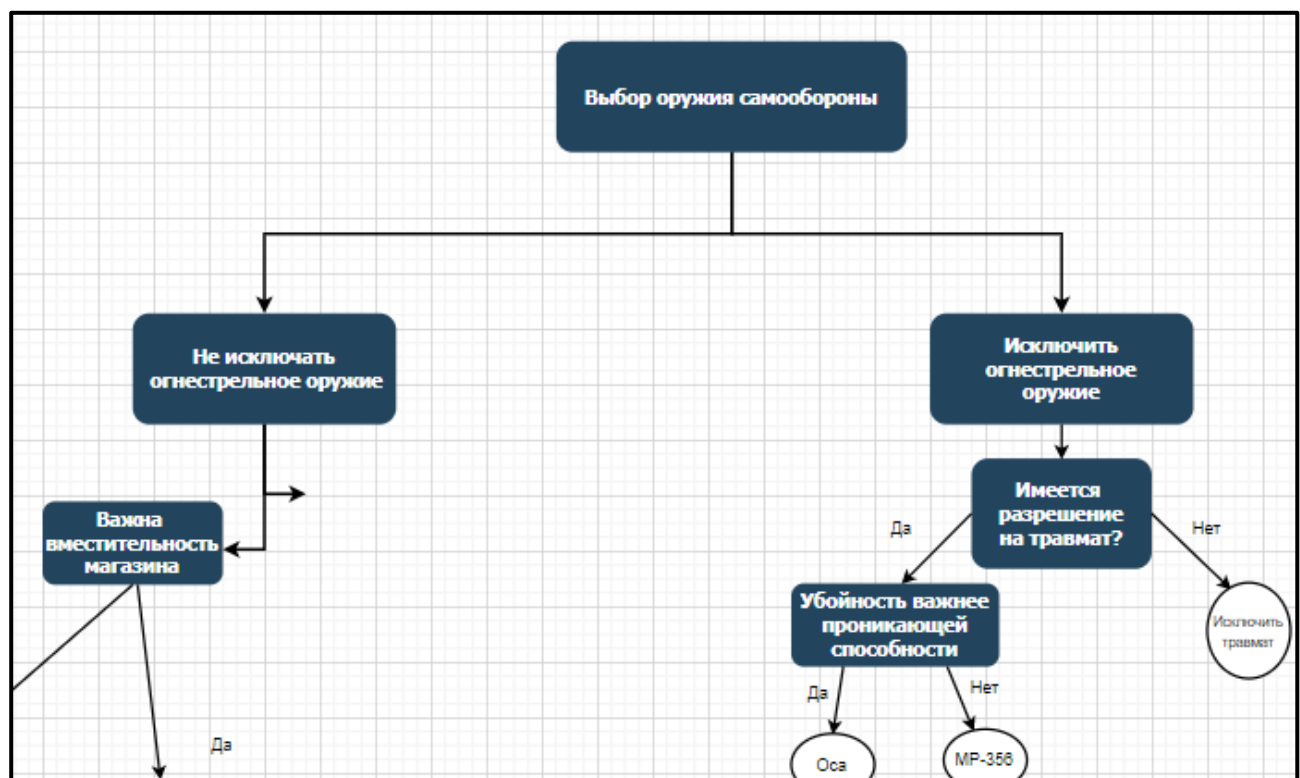 Выбор оружия самообороны
Не исключать
огнестрельное оружие
Исключить
огнестрельное
оружие
Важна
вместительность
магазина
Имеется
разрешение
на травмат?
Да
Нет
Убойность важнее
проникающей
способности
Исключить
травмат
Да
Нет
Да
Оса
МР-356